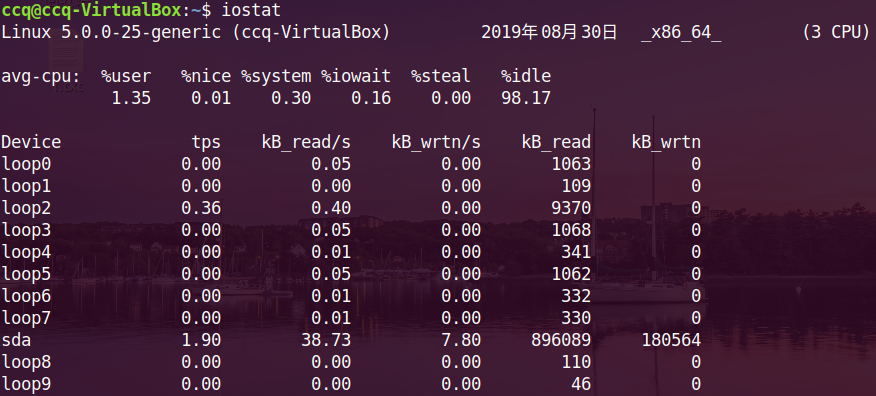 ccq@ccq-VirtualBox:~$ iostat
Linux 5.0.0-25-generic (ccq-VirtualBox) 2019年08月30日 _x86_64_ (3 CPU)
avg-cpu: %user %nice %system %iowait %steal %idle
1.35 0.01 0.30 0.16 0.00 98.17
Device tps kB_read/s kB_wrtn/s kB_read kB_wrtn
loop0 0.00 0.05 0.00 1063 0
loop1 0.00 0.00 0.00 109 0
loop2 0.36 0.40 0.00 9370 0
loop3 0.00 0.05 0.00 1068 0
loop4 0.00 0.01 0.00 341 0
loop5 0.00 0.05 0.00 1062 0
loop6 0.00 0.01 0.00 332 0
loop7 0.00 0.01 0.00 330 0
sda 1.90 38.73 7.80 896089 180564
loop8 0.00 0.00 0.00 110 0
loop9 0.00 0.00 0.00 46 0